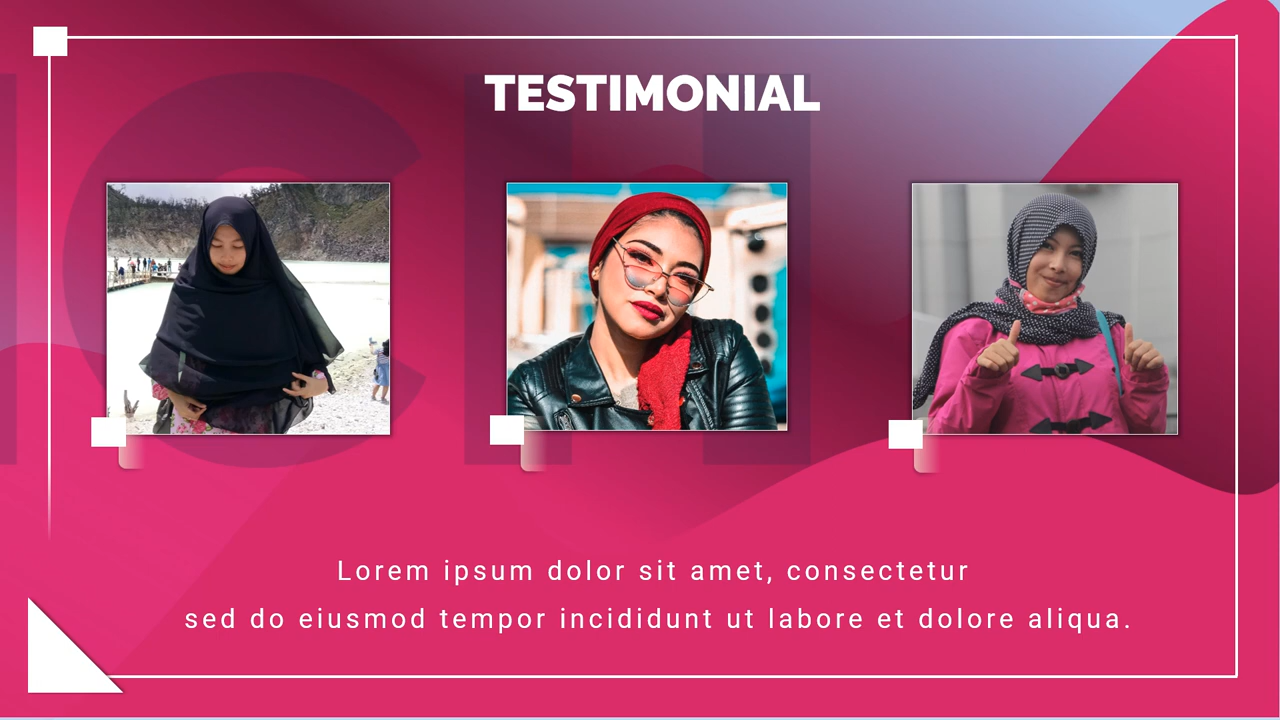 TESTIMONIAL
Lorem ipsum dolor sit amet, consectetur
sed do eiusmod tempor incididunt ut labore et dolore aliqua.